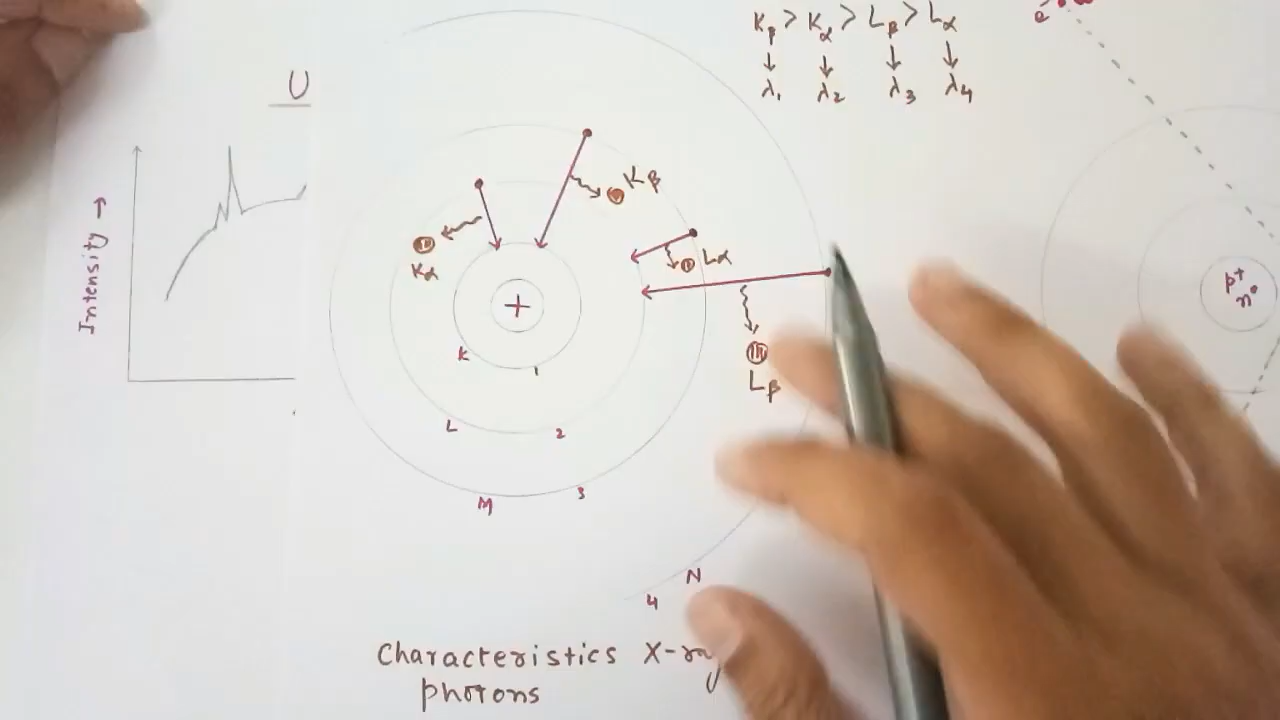 Kβ > Kα > Lβ > Lα
↓ ↓ ↓ ↓
λ1 λ2 λ3 λ4
e⁻
U
Intensity →
Kβ
I
Kα
Lα
III
Lβ
+
K
1
L
2
M
3
N
4
p+
n°
Characteristics X-ray
photons